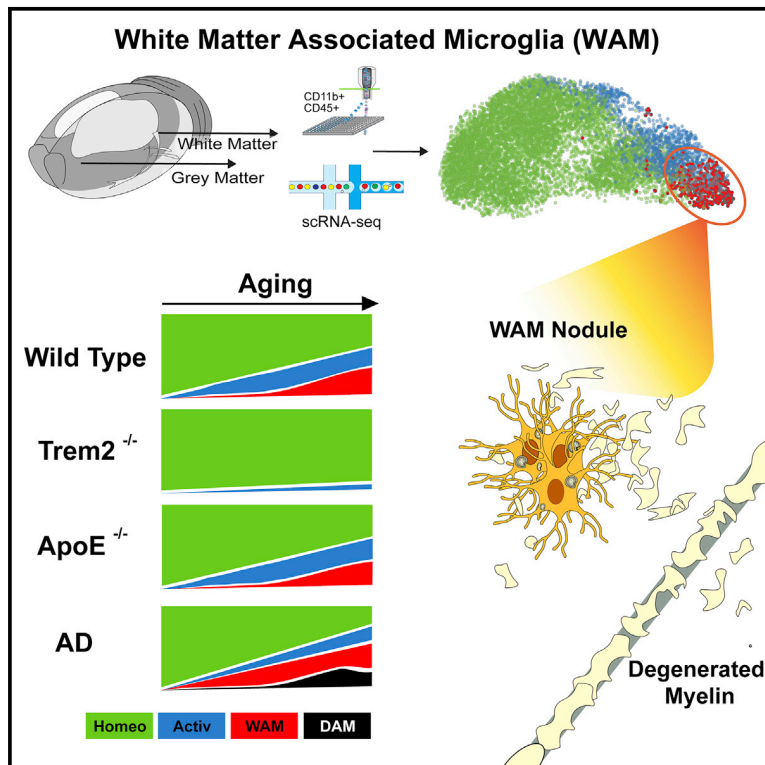 White Matter Associated Microglia (WAM)
CD11b+
CD45+
White Matter
Grey Matter
scRNA-seq
Aging
Wild Type
Trem2 -/-
ApoE -/-
AD
Homeo Activ WAM DAM
WAM Nodule
Degenerated
Myelin